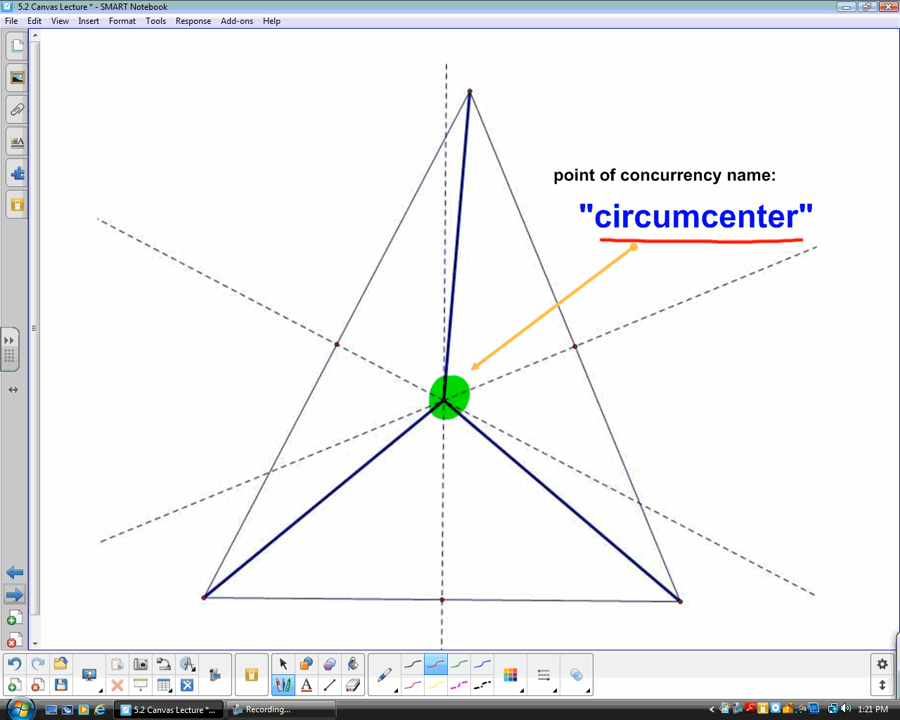 5.2 Canvas Lecture * - SMART Notebook
File Edit View Insert Format Tools Response Add-ons Help
point of concurrency name:
"circumcenter"
5.2 Canvas Lecture *"...
Recording...
1:21 PM